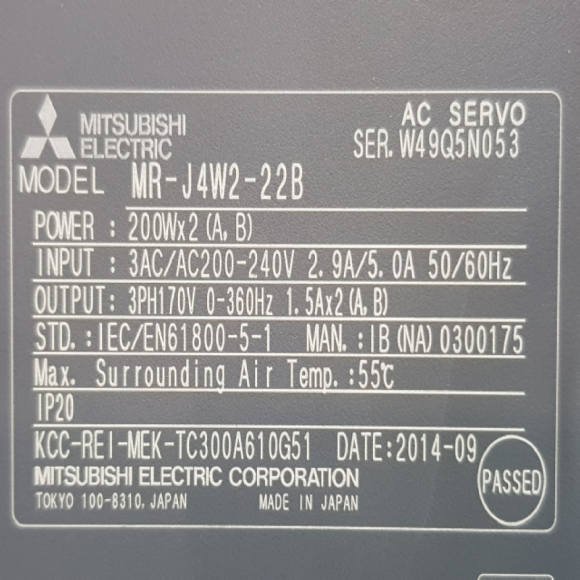 MITSUBISHI
ELECTRIC
AC SERVO
SER. W49Q5N053
MODEL MR-J4W2-22B
POWER : 200Wx2 (A, B)
INPUT : 3AC/AC200-240V 2.9A/5.0A 50/60Hz
OUTPUT: 3PH170V 0-360Hz 1.5Ax2 (A, B)
STD. : IEC/EN61800-5-1 MAN. : IB (NA) 0300175
Max. Surrounding Air Temp. :55℃
IP20
KCC-REI-MEK-TC300A610G51 DATE:2014-09
MITSUBISHI ELECTRIC CORPORATION
PASSED
TOKYO 100-8310, JAPAN MADE IN JAPAN